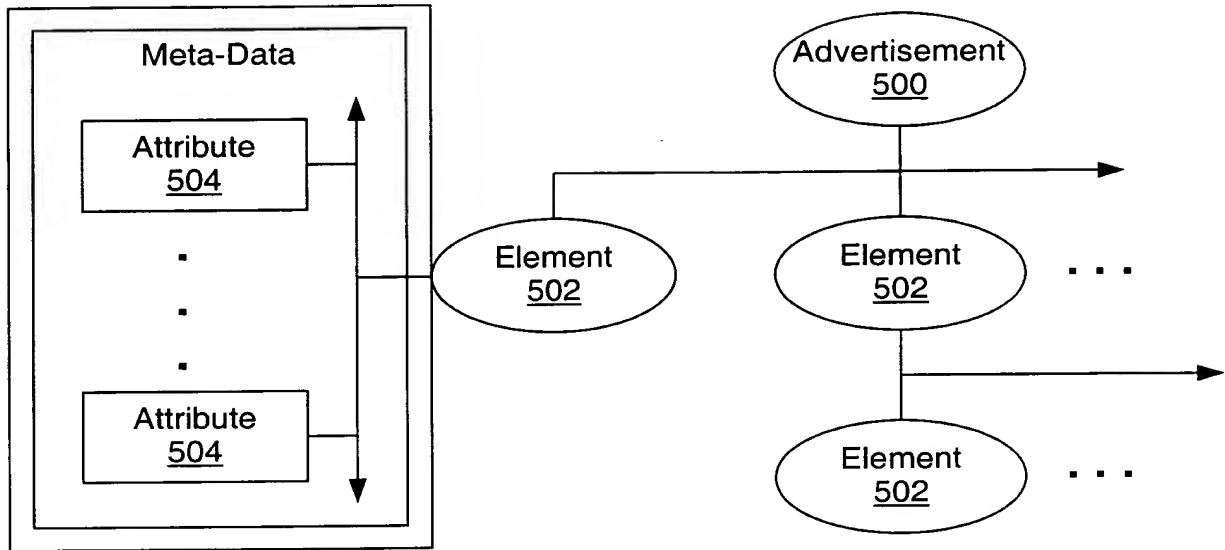 Meta-Data
Attribute
504
Attribute
504
Advertisement
500
Element
502
Element
502
Element
502